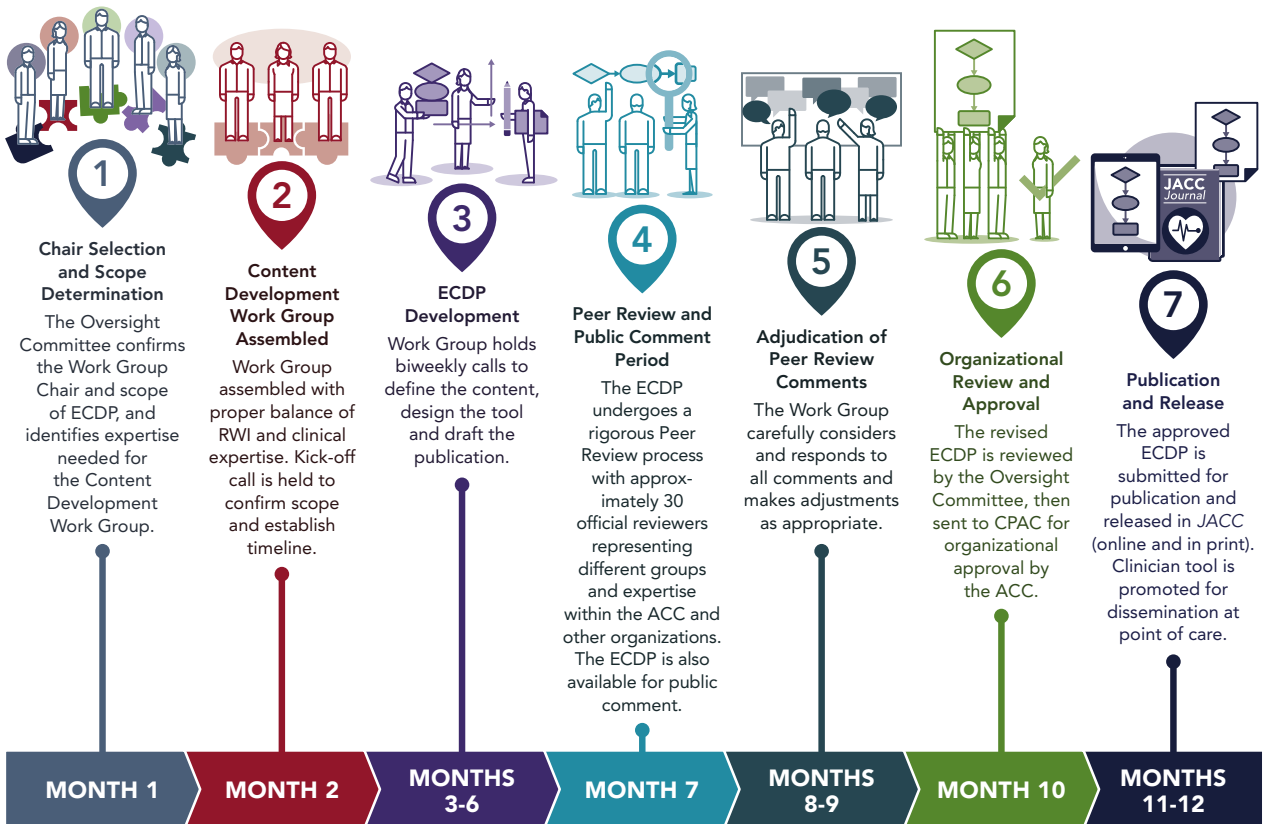 1
Chair Selection
and Scope
Determination
The Oversight
Committee confirms
the Work Group
Chair and scope
of ECDP, and
identifies expertise
needed for
the Content
Development
Work Group.
MONTH 1
2
Content
Development
Work Group
Assembled
Work Group
assembled with
proper balance of
RWI and clinical
expertise. Kick-off
call is held to
confirm scope
and establish
timeline.
MONTH 2
3
ECDP
Development
Work Group holds
biweekly calls to
define the content,
design the tool
and draft the
publication.
MONTHS
3-6
4
Peer Review and
Public Comment
Period
The ECDP
undergoes a
rigorous Peer
Review process
with approx-
imately 30
official reviewers
representing
different groups
and expertise
within the ACC and
other organizations.
The ECDP is also
available for public
comment.
MONTH 7
5
Adjudication of
Peer Review
Comments
The Work Group
carefully considers
and responds to
all comments and
makes adjustments
as appropriate.
MONTHS
8-9
6
Organizational
Review and
Approval
The revised
ECDP is reviewed
by the Oversight
Committee, then
sent to CPAC for
organizational
approval by
the ACC.
MONTH 10
JACC
Journal
7
Publication
and Release
The approved
ECDP is
submitted for
publication and
released in JACC
(online and in print).
Clinician tool is
promoted for
dissemination at
point of care.
MONTHS
11-12